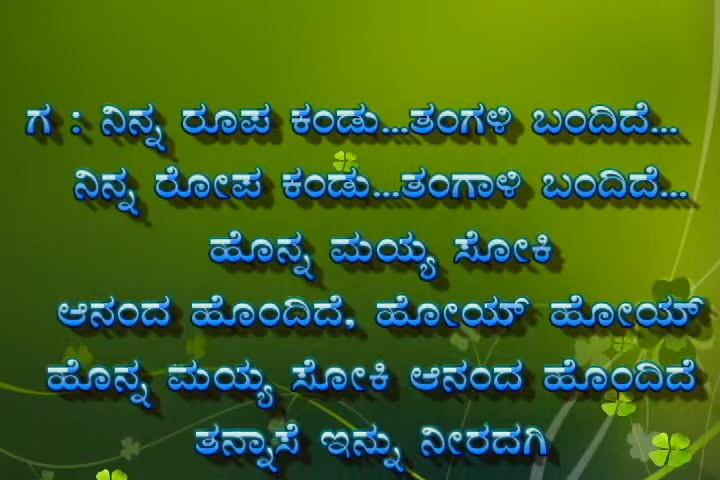 ಗ : ನಿನ್ನ ರೂಪ ಕಂಡು...ತಂಗಳಿ ಬಂದಿದೆ...
ನಿನ್ನ ರೋಪ ಕಂಡು...ತಂಗಾಳಿ ಬಂದಿದೆ...
ಹೊನ್ನ ಮಯ್ಯ ಸೋಕಿ
ಆನಂದ ಹೊಂದಿದೆ, ಹೋಯ್ ಹೋಯ್
ಹೊನ್ನ ಮಯ್ಯ ಸೋಕಿ ಆನಂದ ಹೊಂದಿದೆ
ತನ್ನಾಸೆ ಇನ್ನು ನೀರದಗಿ